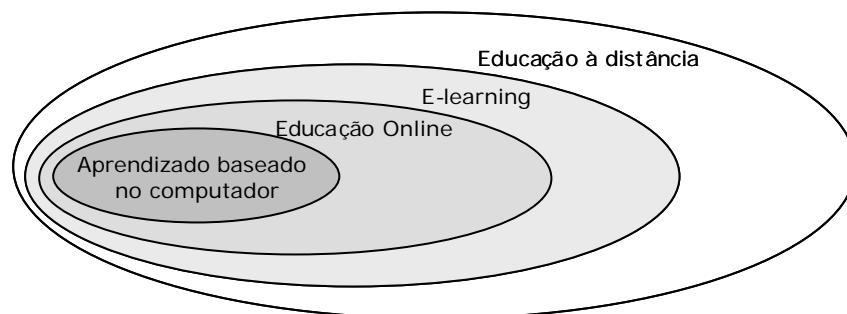 Educação à distância
E-learning
Educação Online
Aprendizado baseado
no computador